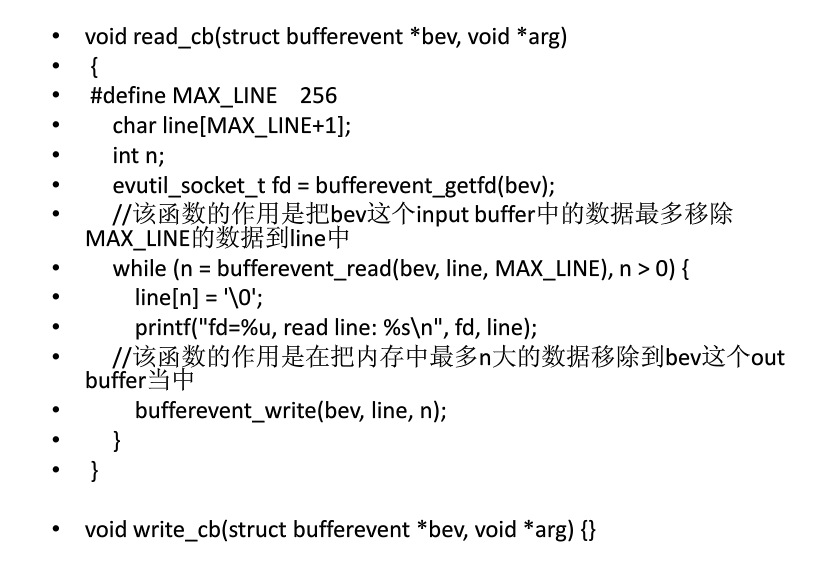 • void read_cb(struct bufferevent *bev, void *arg)
• {
• #define MAX_LINE    256
•     char line[MAX_LINE+1];
•     int n;
•     evutil_socket_t fd = bufferevent_getfd(bev);
•     //该函数的作用是把bev这个input buffer中的数据最多移除
MAX_LINE的数据到line中
•     while (n = bufferevent_read(bev, line, MAX_LINE), n > 0) {
•         line[n] = '\0';
•         printf("fd=%u, read line: %s\n", fd, line);
•     //该函数的作用是在把内存中最多n大的数据移除到bev这个out
buffer当中
•         bufferevent_write(bev, line, n);
•     }
• }
• void write_cb(struct bufferevent *bev, void *arg) {}